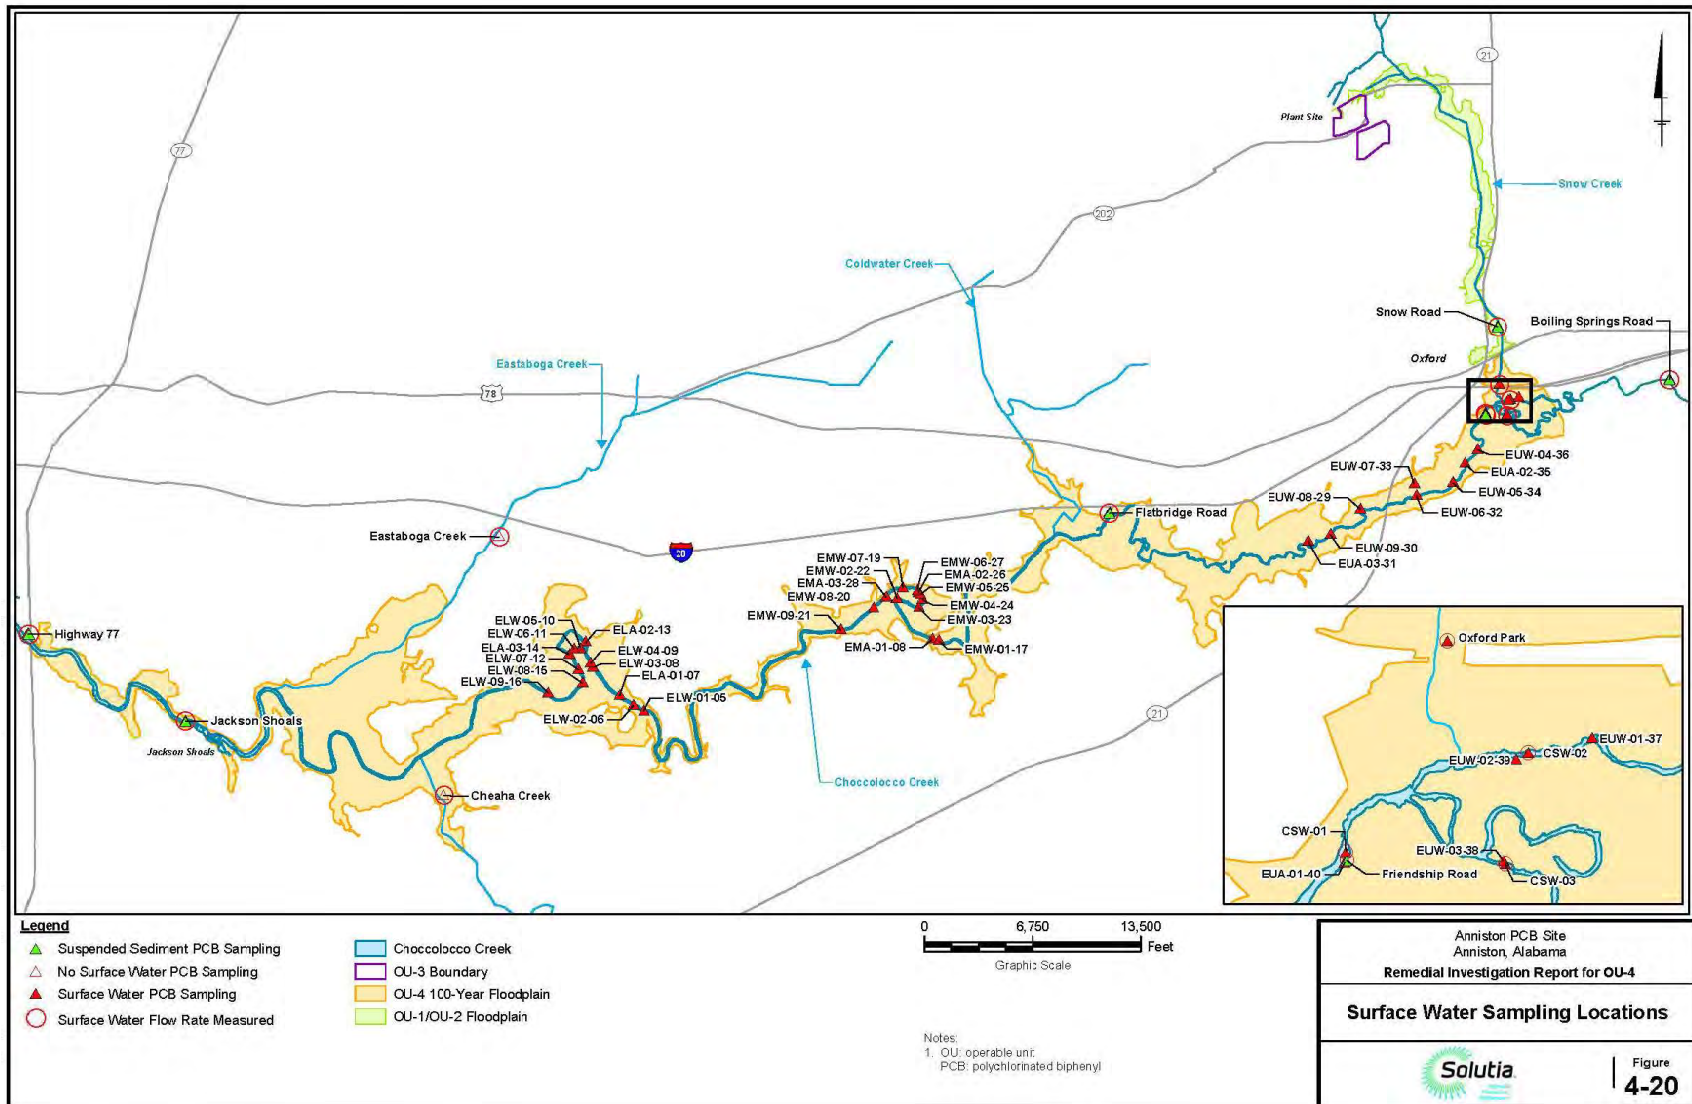 21
Plant Site
77
Snow Creek
202
Coldwater Creek
Snow Road
Boiling Springs Road
Oxford
Eastaboga Creek
78
EUW-04-36
EUA-02-35
EUW-07-33
EUW-05-34
EUW-08-29
EUW-06-32
Flatbridge Road
Eastaboga Creek
EUW-09-30
20
EUA-03-31
EMW-07-19
EMW-06-27
EMW-02-22
EMA-02-26
EMA-03-28
EMW-05-25
EMW-08-20
EMW-04-24
EMW-09-21
EMW-03-23
EMA-01-08
EMW-01-17
Highway 77
ELW-05-10
ELA-02-13
ELW-06-11
ELA-03-14
ELW-04-09
ELW-07-12
ELW-03-08
ELW-08-15
ELW-09-16
ELA-01-07
ELW-01-05
ELW-02-06
Jackson Shoals
Jackson Shoals
21
Choccolocco Creek
Cheaha Creek
Oxford Park
EUW-01-37
CSW-02
EUW-02-39
CSW-01
EUW-03-38
EUA-01-40
Friendship Road
CSW-03
Legend
Suspended Sediment PCB Sampling
No Surface Water PCB Sampling
Surface Water PCB Sampling
Surface Water Flow Rate Measured
Choccolocco Creek
OU-3 Boundary
OU-4 100-Year Floodplain
OU-1/OU-2 Floodplain
0 6,750 13,500
Feet
Graphic Scale
Notes:
1. OU: operable unit
PCB: polychlorinated biphenyl
Anniston PCB Site
Anniston, Alabama
Remedial Investigation Report for OU-4
Surface Water Sampling Locations
Solutia
Figure
4-20